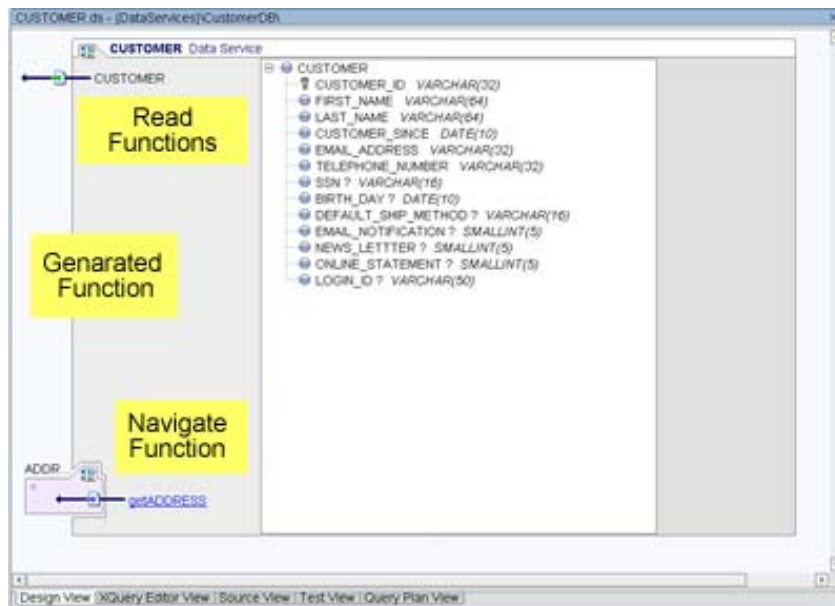 CUSTOMER.ds - {DataServices}\CustomerDB\
CUSTOMER Data Service
CUSTOMER
Read
Functions
Genarated
Function
Navigate
Function
ADDR
getADDRESS
CUSTOMER
CUSTOMER_ID VARCHAR(32)
FIRST_NAME VARCHAR(64)
LAST_NAME VARCHAR(64)
CUSTOMER_SINCE DATE(10)
EMAIL_ADDRESS VARCHAR(32)
TELEPHONE_NUMBER VARCHAR(32)
SSN ? VARCHAR(16)
BIRTH_DAY ? DATE(10)
DEFAULT_SHIP_METHOD ? VARCHAR(16)
EMAIL_NOTIFICATION ? SMALLINT(5)
NEWS_LETTTER ? SMALLINT(5)
ONLINE_STATEMENT ? SMALLINT(5)
LOGIN_ID ? VARCHAR(50)
Design View XQuery Editor View Source View Test View Query Plan View